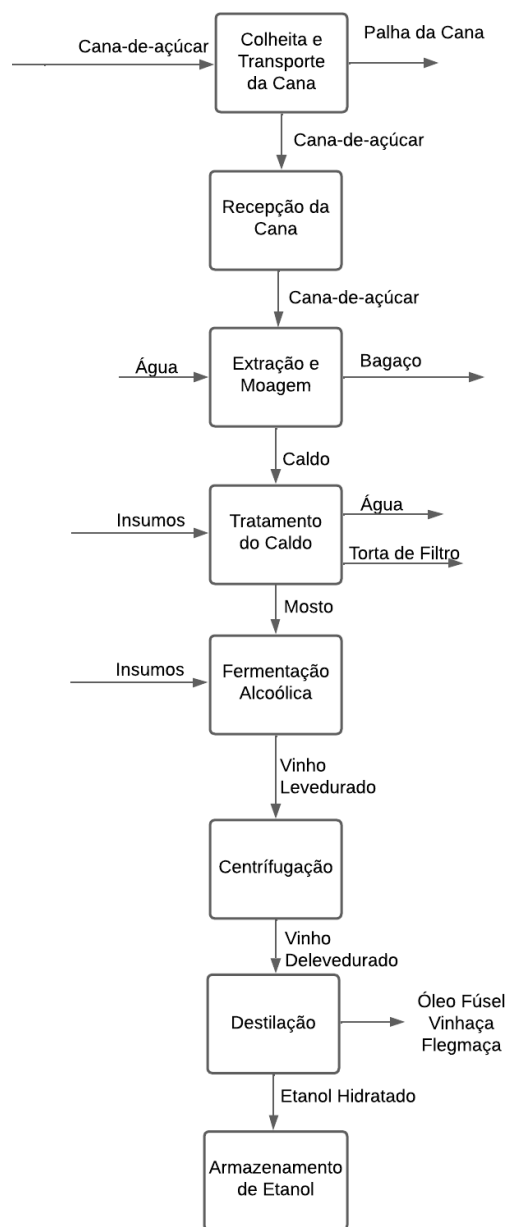 Cana-de-açúcar
Colheita e
Transporte
da Cana
Palha da Cana
Cana-de-açúcar
Recepção da
Cana
Cana-de-açúcar
Água
Extração e
Moagem
Bagaço
Caldo
Insumos
Tratamento
do Caldo
Água
Torta de Filtro
Mosto
Insumos
Fermentação
Alcoólica
Vinho
Levedurado
Centrífugação
Vinho
Delevedurado
Destilação
Óleo Fúsel
Vinhaça
Flegmaça
Etanol Hidratado
Armazenamento
de Etanol